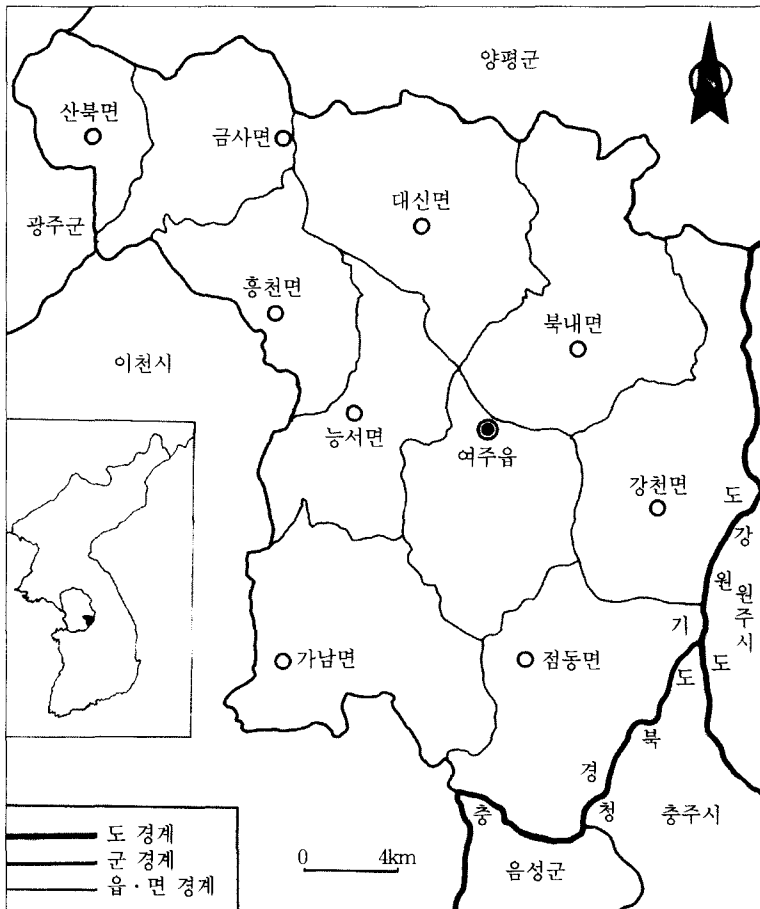 양평군
산북면
금사면
대신면
광주군
흥천면
북내면
이천시
능서면
여주읍
강천면
가남면
점동면
경기도
강원도
원주시
충청북도
충주시
음성군
도 경계
군 경계
읍·면 경계
0 4km